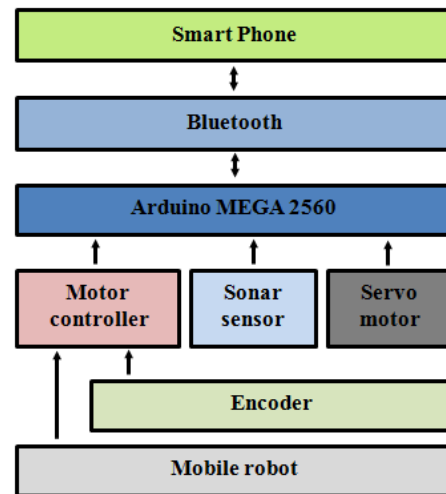 Smart Phone
Bluetooth
Arduino MEGA 2560
Motor
controller
Sonar
sensor
Servo
motor
Encoder
Mobile robot